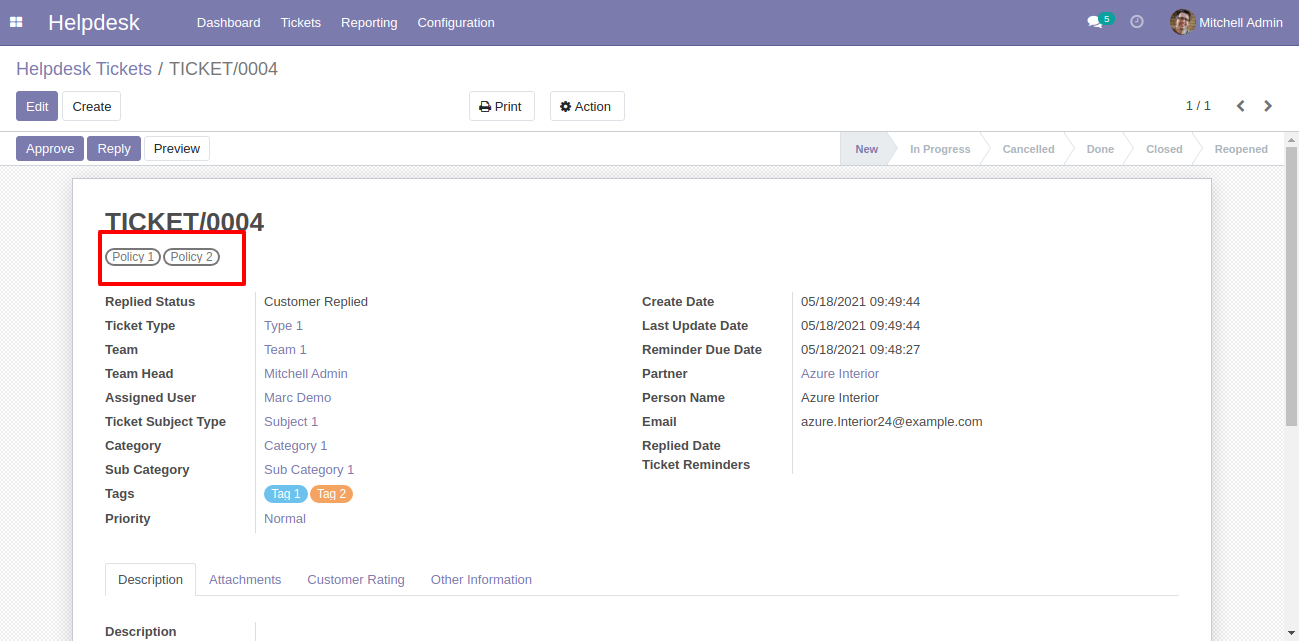 Helpdesk Dashboard Tickets Reporting Configuration 5 Mitchell Admin
Helpdesk Tickets / TICKET/0004
Edit Create Print Action 1 / 1
Approve Reply Preview New In Progress Cancelled Done Closed Reopened
TICKET/0004
Policy 1 Policy 2
Replied Status Customer Replied
Ticket Type Type 1
Team Team 1
Team Head Mitchell Admin
Assigned User Marc Demo
Ticket Subject Type Subject 1
Category Category 1
Sub Category Sub Category 1
Tags Tag 1 Tag 2
Priority Normal
Create Date 05/18/2021 09:49:44
Last Update Date 05/18/2021 09:49:44
Reminder Due Date 05/18/2021 09:48:27
Partner Azure Interior
Person Name Azure Interior
Email azure.Interior24@example.com
Replied Date
Ticket Reminders
Description Attachments Customer Rating Other Information
Description